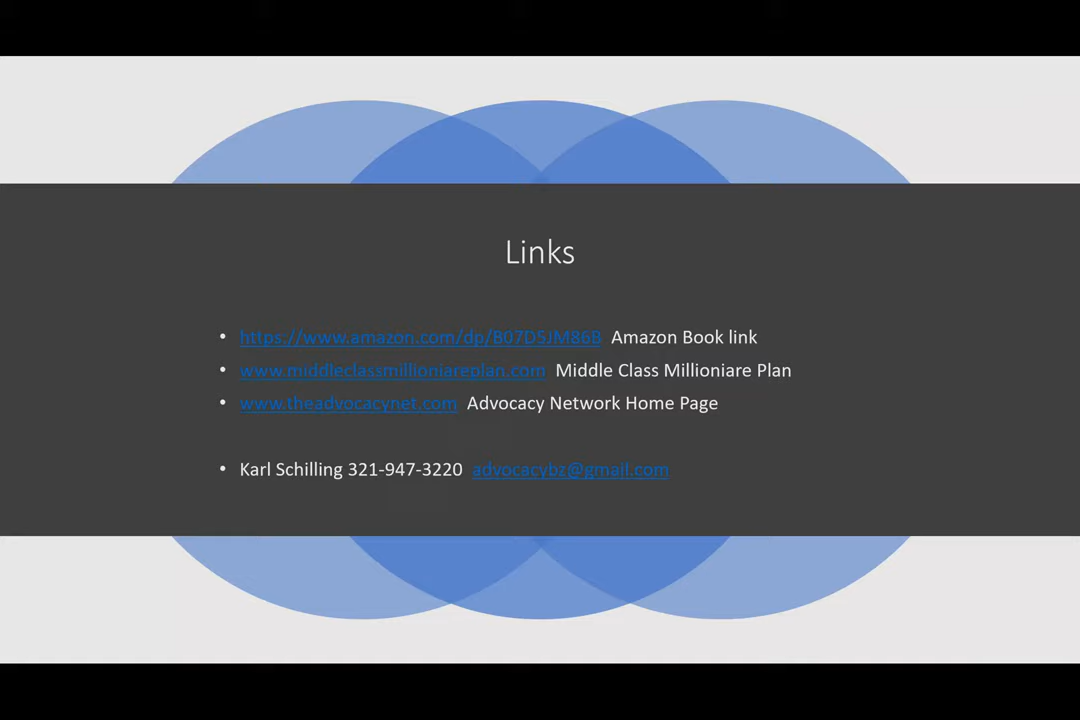 Links
• https://www.amazon.com/dp/B07D5JM86B Amazon Book link
• www.middleclassmillioniareplan.com Middle Class Millioniare Plan
• www.theadvocacynet.com Advocacy Network Home Page
• Karl Schilling 321-947-3220 advocacybz@gmail.com